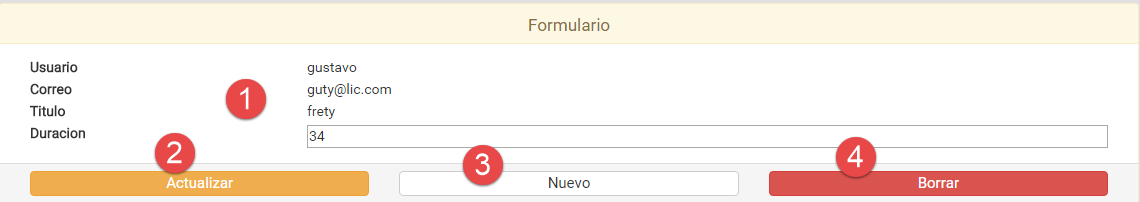 Formulario
Usuario gustavo
Correo guty@lic.com
1
Titulo frety
Duracion 34
2
3
4
Actualizar Nuevo Borrar